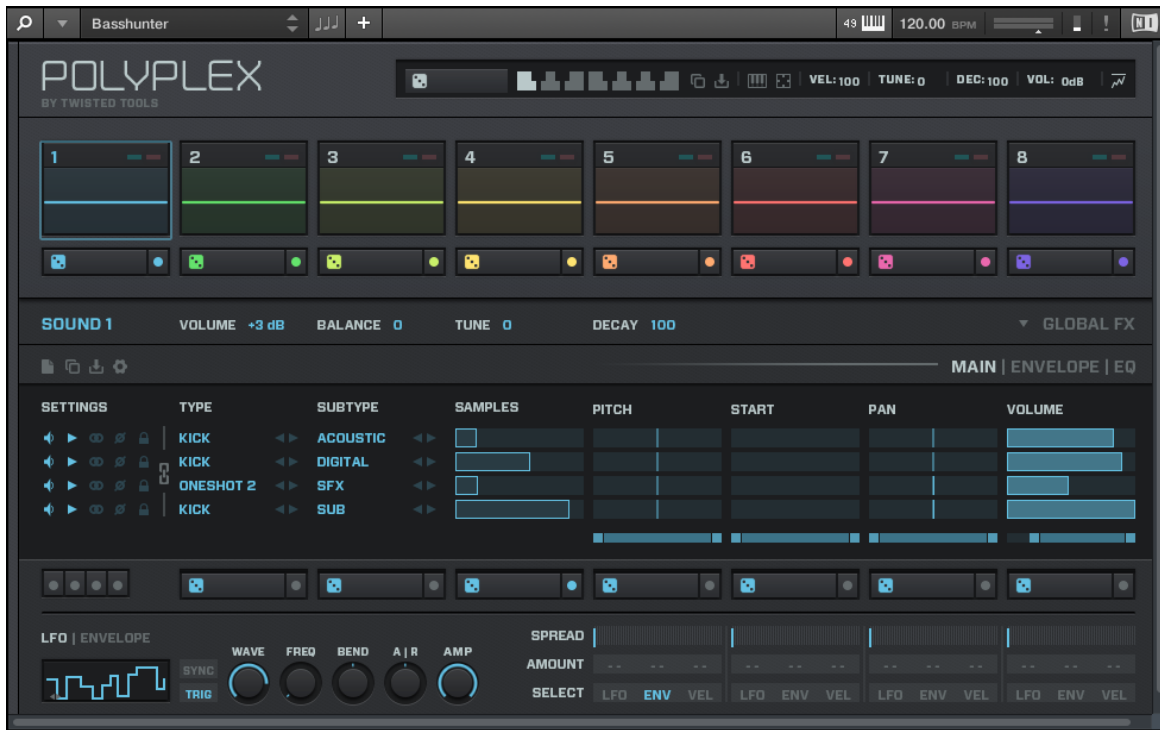 Basshunter 49 120.00 BPM ! NI
POLYPLEX
BY TWISTED TOOLS
VEL: 100 TUNE: 0 DEC: 100 VOL: 0dB
1 2 3 4 5 6 7 8
SOUND 1 VOLUME +3 dB BALANCE 0 TUNE 0 DECAY 100 GLOBAL FX
MAIN | ENVELOPE | EQ
SETTINGS TYPE SUBTYPE SAMPLES PITCH START PAN VOLUME
KICK ACOUSTIC
KICK DIGITAL
ONESHOT 2 SFX
KICK SUB
LFO | ENVELOPE
WAVE FREQ BEND A | R AMP
SYNC
TRIG
SPREAD
AMOUNT -- -- -- -- -- -- -- -- -- -- -- --
SELECT LFO ENV VEL LFO ENV VEL LFO ENV VEL LFO ENV VEL